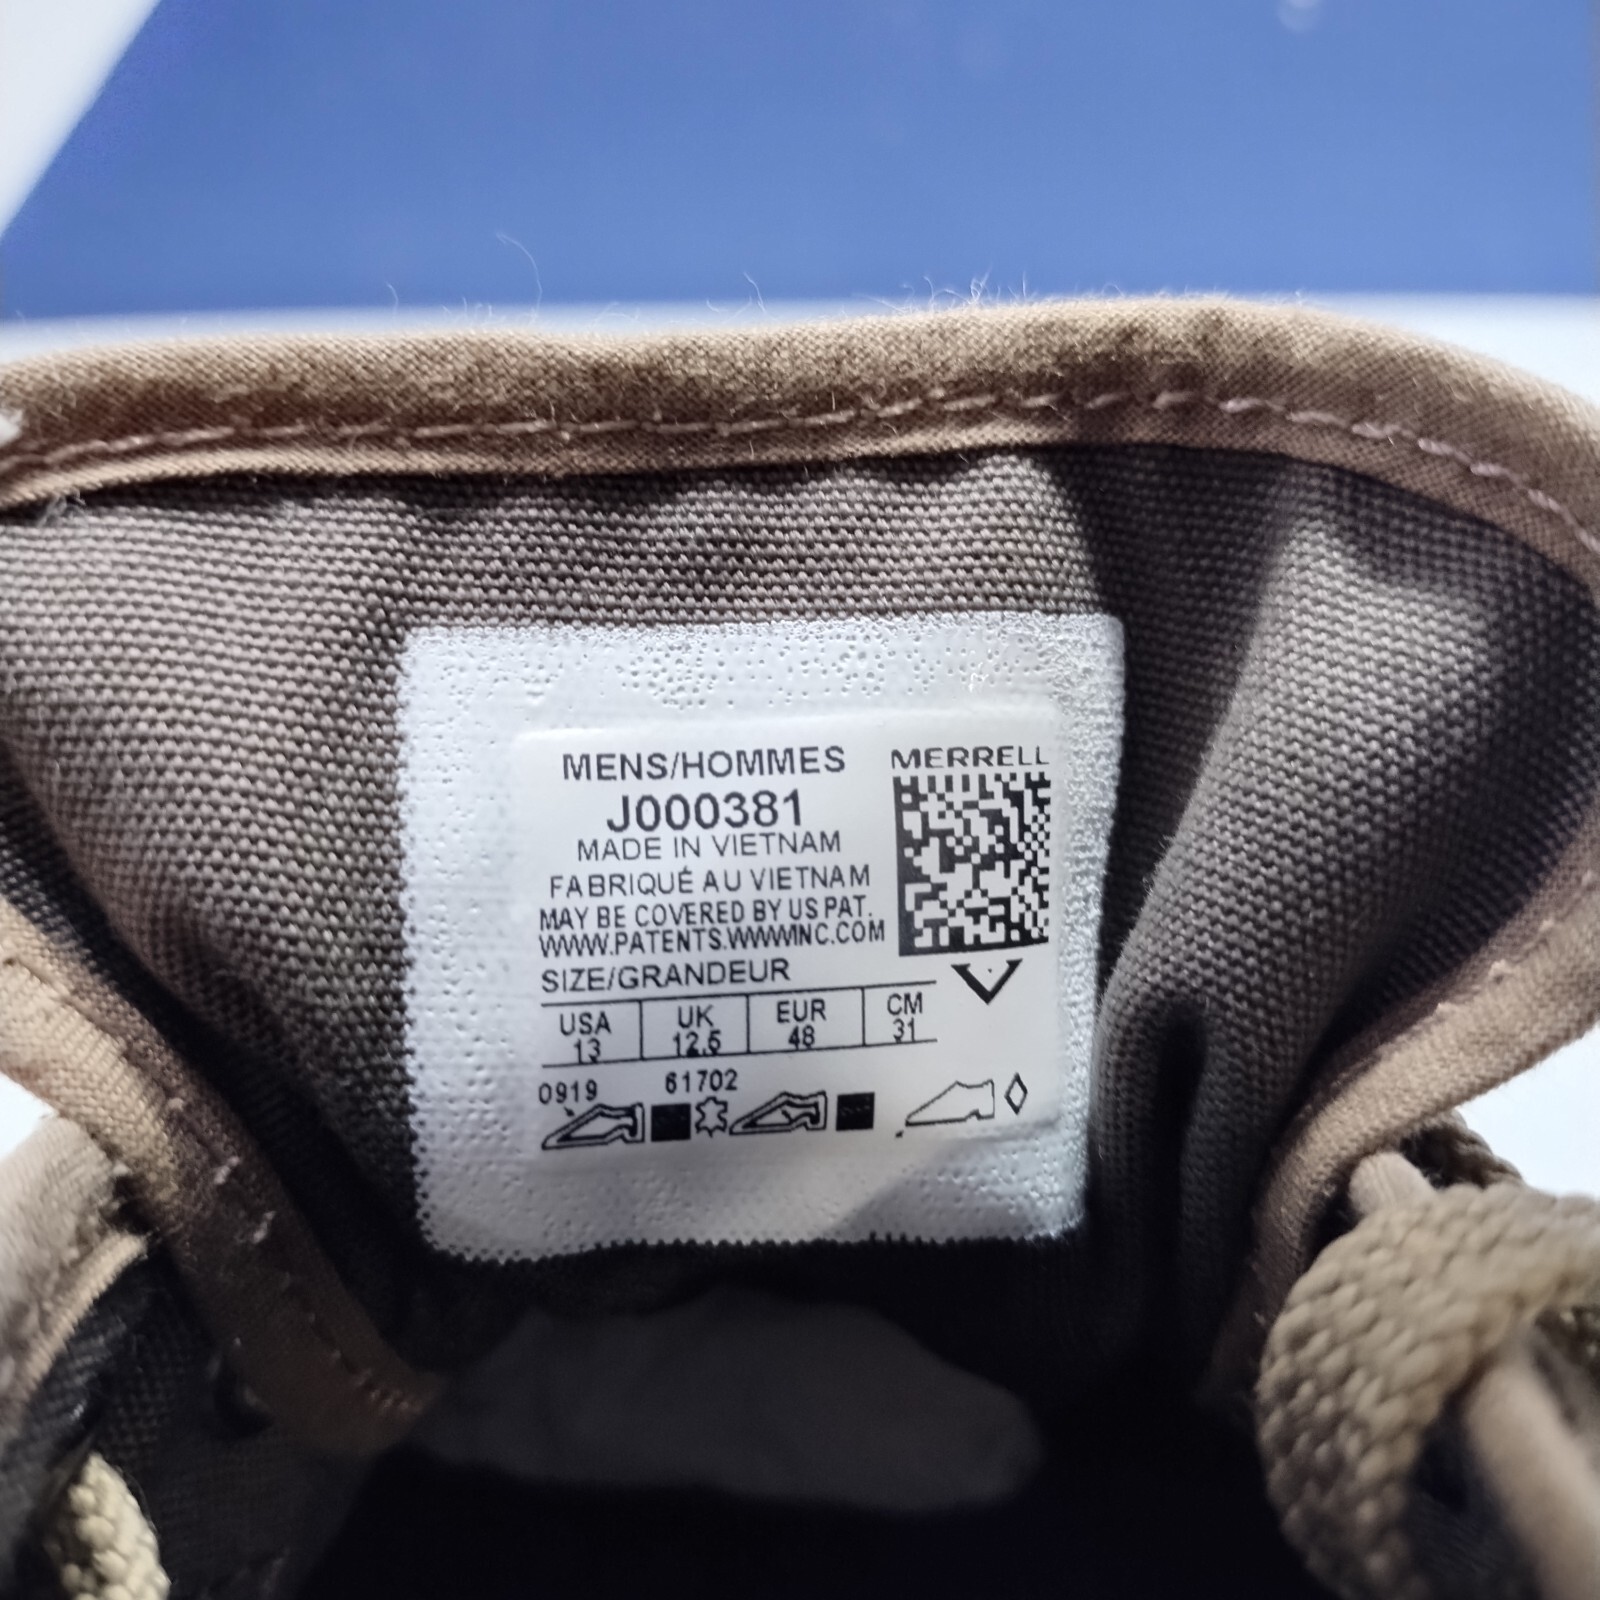 MENS/HOMMES
J000381
MADE IN VIETNAM
FABRIQUÉ AU VIETNAM
MAY BE COVERED BY US PAT.
WWW.PATENTS.WWWINC.COM
MERRELL
SIZE/GRANDEUR
USA UK EUR CM
13 12.5 48 31
0919 61702